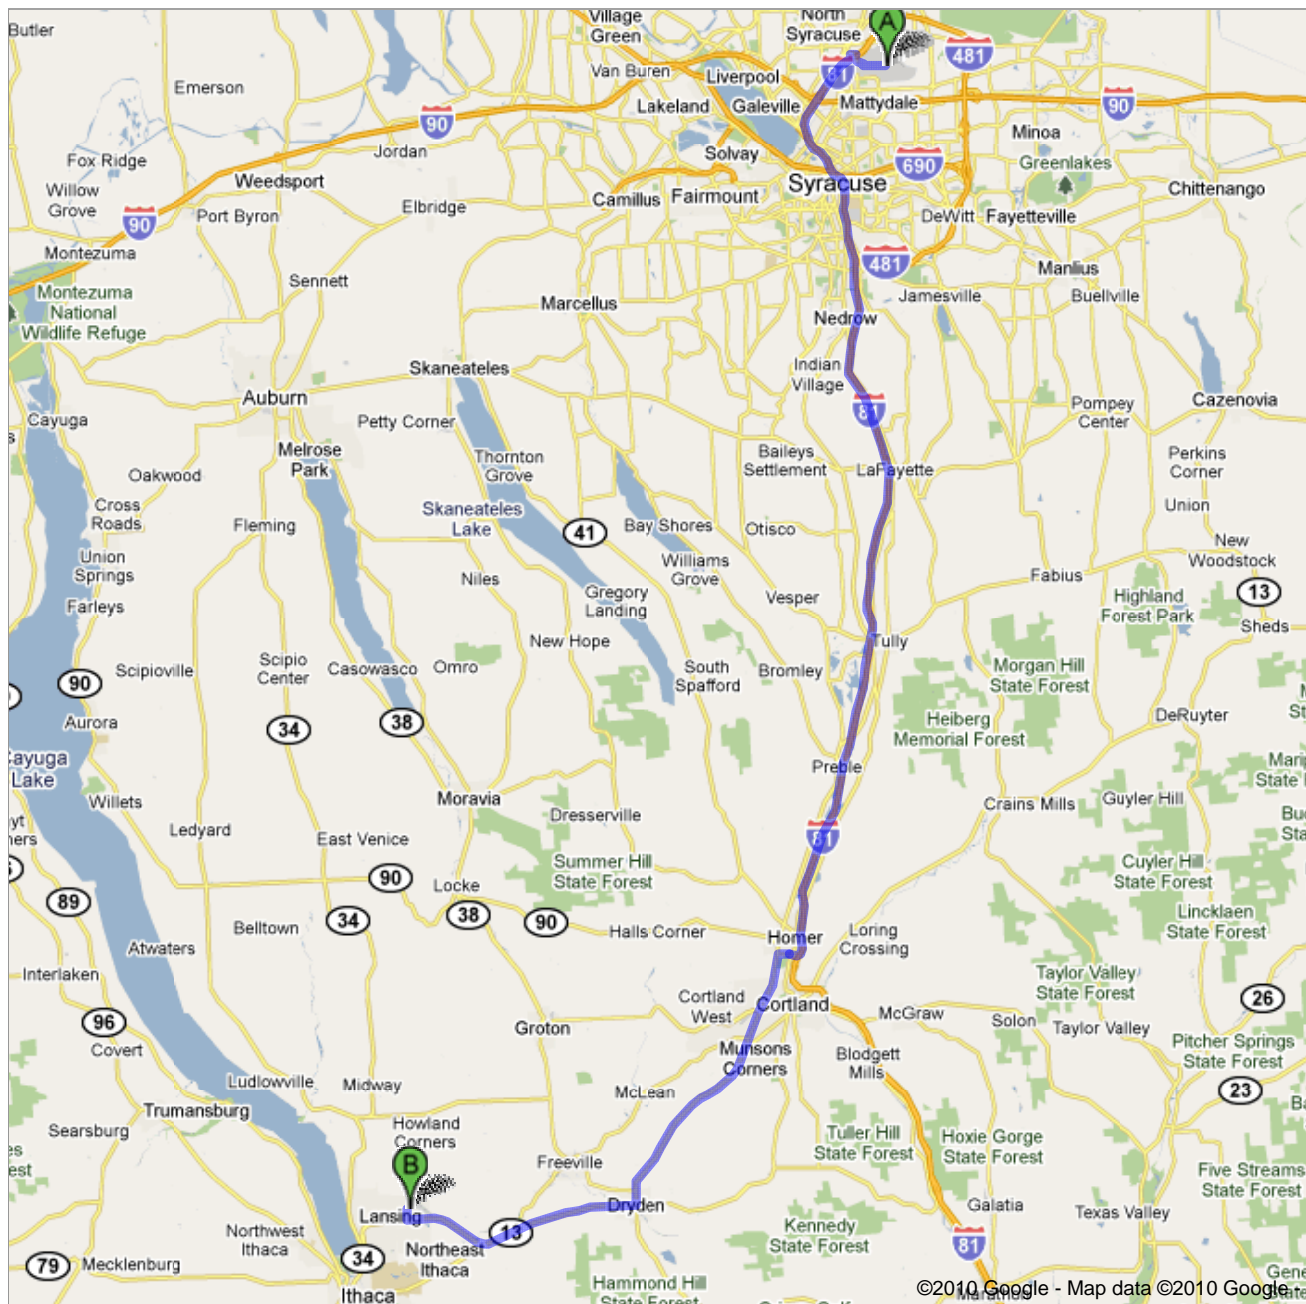 Butler
Village
Green
North
Syracuse
A
481
Van Buren
Liverpool
81
Emerson
Lakeland
Galeville
Mattydale
90
90
Minoa
Jordan
Solvay
690
Greenlakes
Fox Ridge
Weedsport
Syracuse
Chittenango
Willow
Grove
Camillus
Fairmount
90
Port Byron
Elbridge
DeWitt
Fayetteville
Montezuma
481
Manlius
Sennett
Montezuma
National
Wildlife Refuge
Marcellus
Jamesville
Buellville
Nedrow
Skaneateles
Indian
Village
Auburn
81
Pompey
Center
Cazenovia
Cayuga
Petty Corner
Melrose
Park
Thornton
Grove
Baileys
Settlement
LaFayette
Perkins
Corner
Oakwood
Cross
Roads
Skaneateles
Lake
Union
Fleming
41
Bay Shores
Otisco
New
Woodstock
Union
Springs
Williams
Grove
Fabius
Niles
Gregory
Landing
Vesper
Highland
Forest Park
13
Farleys
Sheds
New Hope
Tully
Scipioville
Scipio
Center
Casowasco
Omro
South
Spafford
Bromley
Morgan Hill
State Forest
90
Aurora
34
38
Heiberg
Memorial Forest
DeRuyter
Cayuga
Lake
Preble
State
Willets
Moravia
Crains Mills
Guyler Hill
Ledyard
East Venice
Dresserville
81
Summer Hill
State Forest
Cuyler Hill
State Forest
90
Locke
89
34
38
90
Halls Corner
Homer
Loring
Crossing
Lincklaen
State Forest
Belltown
Atwaters
Interlaken
Taylor Valley
State Forest
Cortland
West
Cortland
26
96
Groton
McGraw
Solon
Taylor Valley
Covert
Munsons
Corners
Blodgett
Mills
Pitcher Springs
State Forest
Ludlowville
Midway
McLean
23
Trumansburg
Searsburg
Howland
Corners
Tuller Hill
State Forest
Hoxie Gorge
State Forest
B
Freeville
Five Streams
State Forest
Lansing
Dryden
Galatia
Texas Valley
Northwest
Ithaca
13
Kennedy
State Forest
34
Northeast
Ithaca
81
79
Mecklenburg
Hammond Hill
State Forest
Ithaca
Marathon
©2010 Google - Map data ©2010 Google -